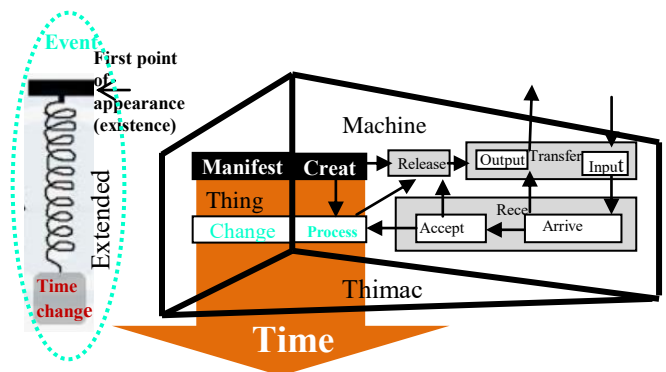 Event
First point
of
appearance
(existence)
Extended
Time
change
Machine
Manifest Creat
Release
Output Transfer Input
Thing
Rece
Change Process
Accept Arrive
Thimac
Time